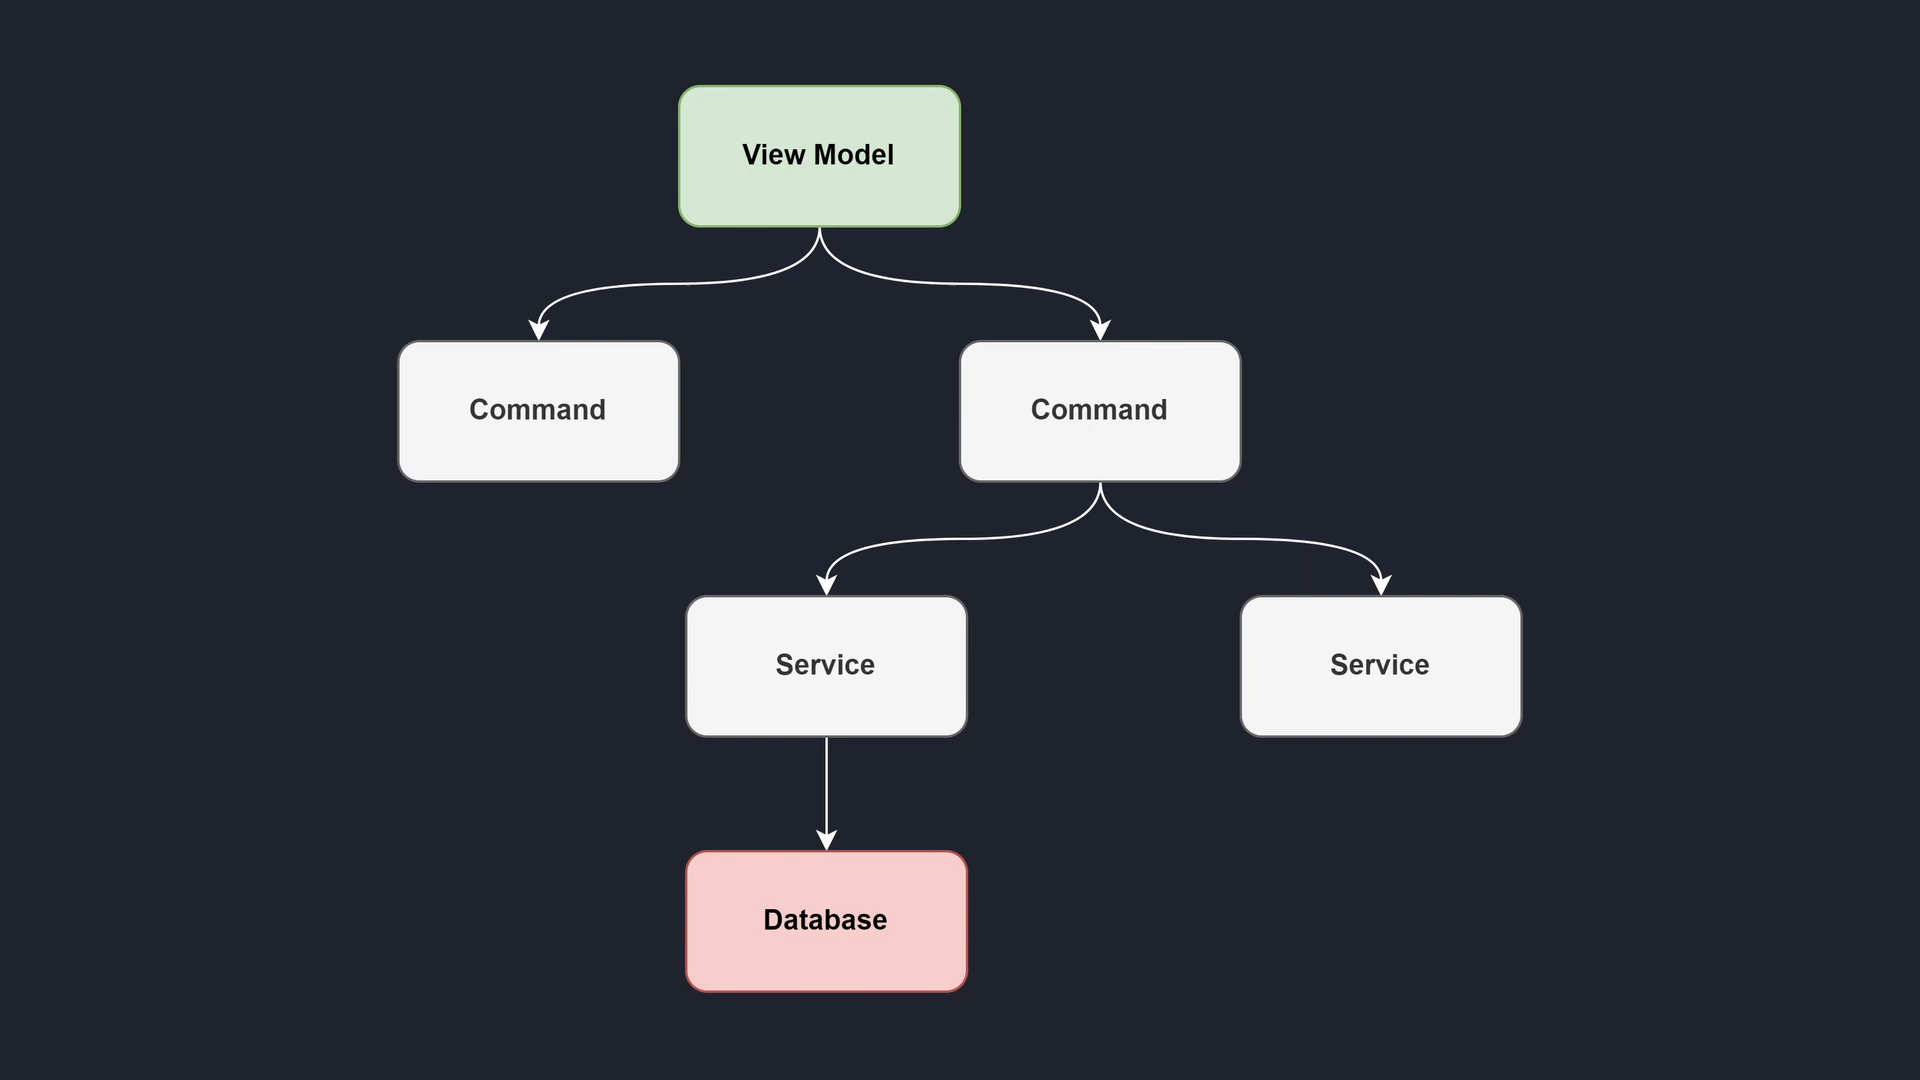 View Model
Command
Command
Service
Service
Database